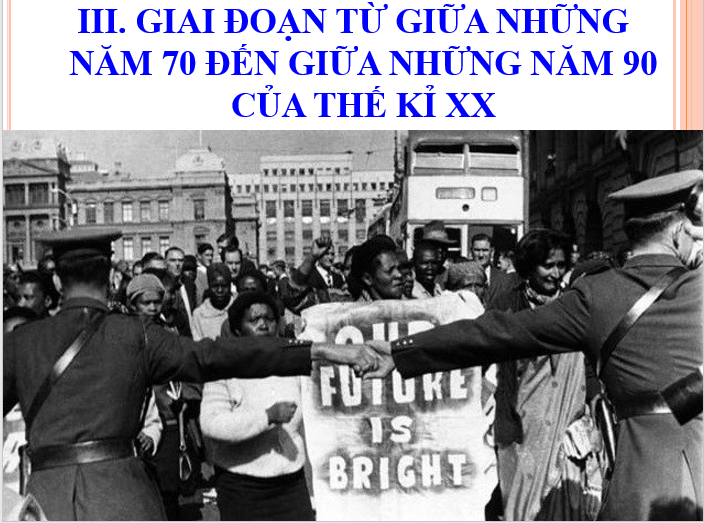 III. GIAI ĐOẠN TỪ GIỮA NHỮNG
NĂM 70 ĐẾN GIỮA NHỮNG NĂM 90
CỦA THẾ KỈ XX
OUR
FUTURE
IS
BRIGHT